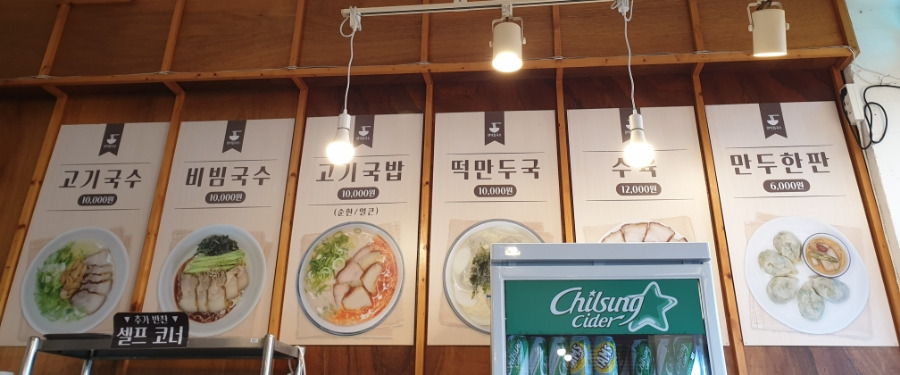 고기국수
10,000원
비빔국수
10,000원
고기국밥
10,000원
(순한/얼큰)
떡만두국
10,000원
수육
12,000원
만두한판
6,000원
▼ 추가 반찬 ▼
셀프 코너
Chilsung
Cider